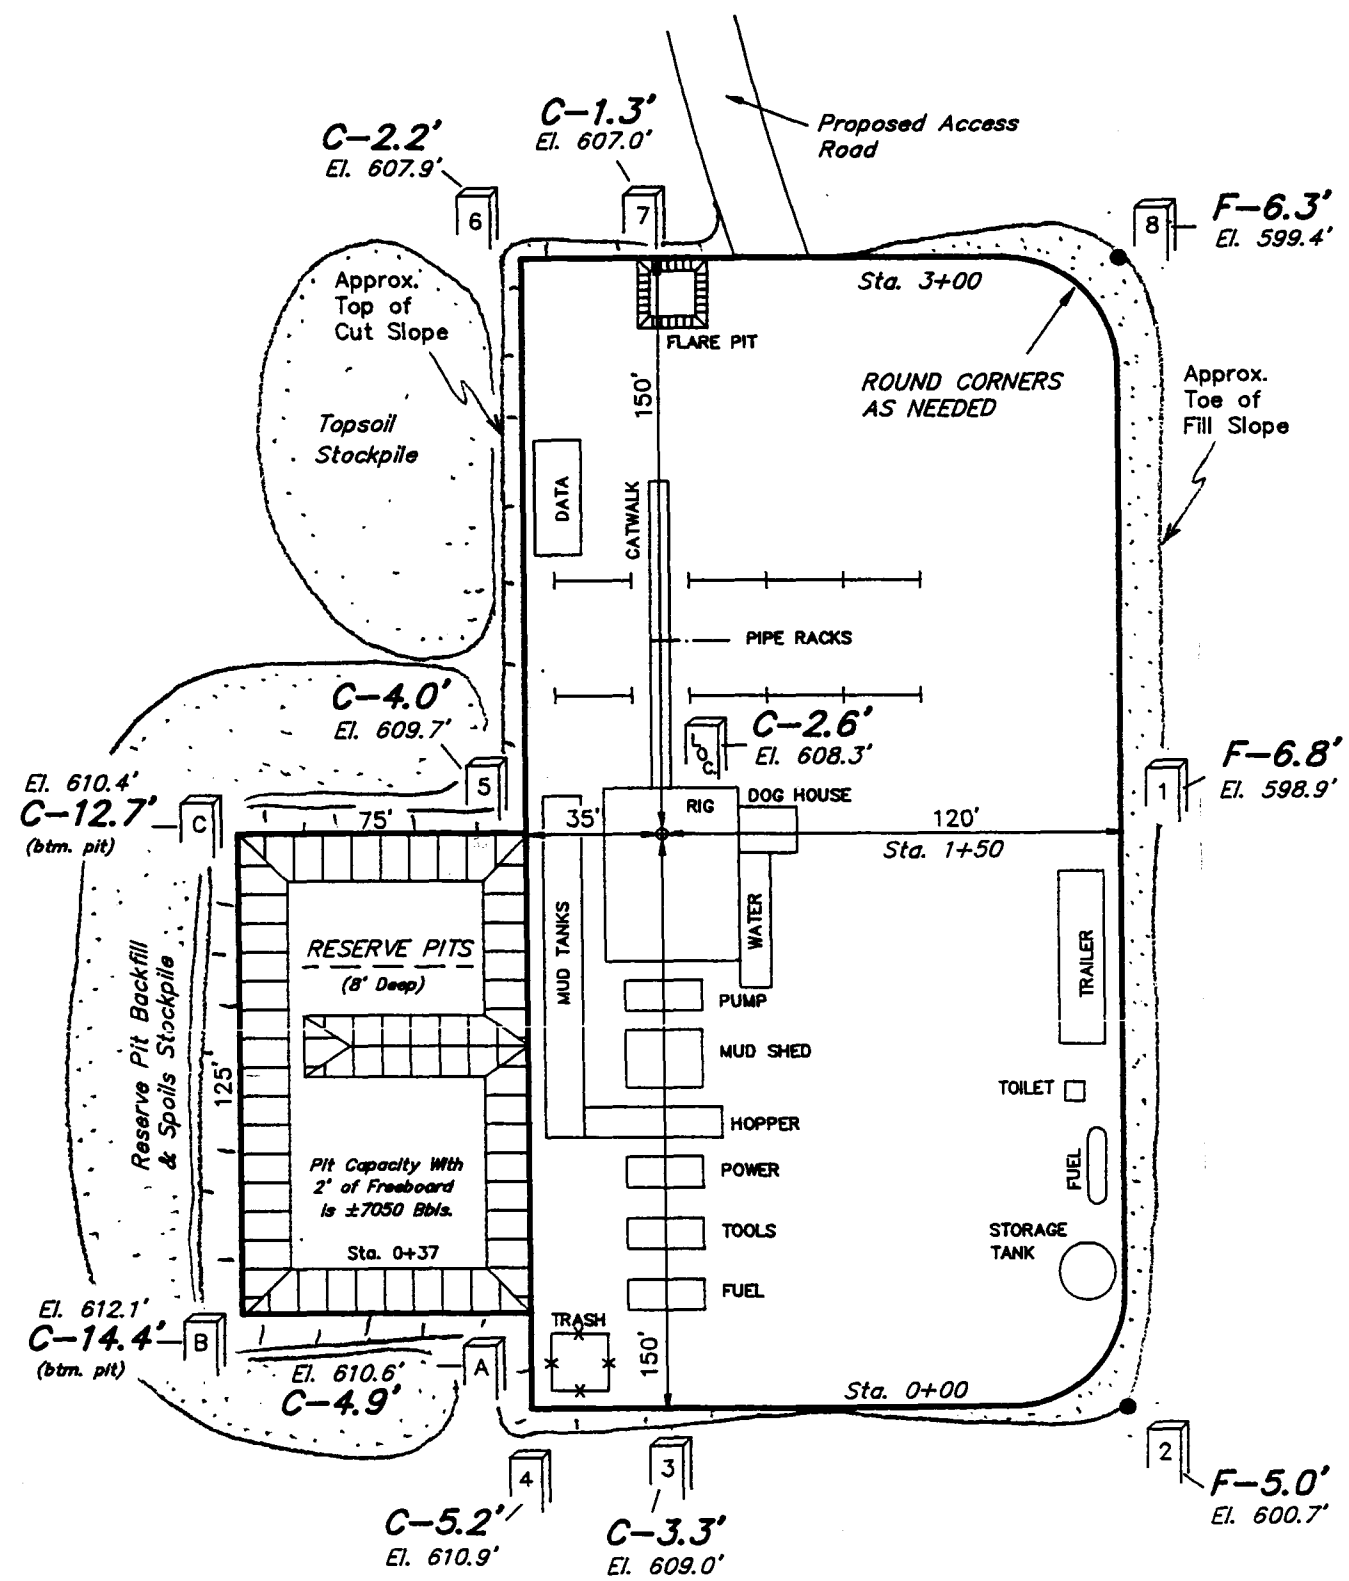 C-1.3'
El. 607.0'
C-2.2'
El. 607.9'
Proposed Access
Road
6
7
8
F-6.3'
El. 599.4'
Approx.
Top of
Cut Slope
Sta. 3+00
FLARE PIT
150'
ROUND CORNERS
AS NEEDED
Approx.
Toe of
Fill Slope
Topsoil
Stockpile
DATA
CATWALK
PIPE RACKS
C-4.0'
El. 609.7'
LOC.
C-2.6'
El. 608.3'
5
1
F-6.8'
El. 598.9'
El. 610.4'
C-12.7'
(btm. pit)
C
75'
35'
RIG
DOG HOUSE
120'
Sta. 1+50
MUD TANKS
WATER
TRAILER
RESERVE PITS
(8' Deep)
Reserve Pit Backfill
& Spoils Stockpile
125'
PUMP
MUD SHED
TOILET
HOPPER
Pit Capacity With
2' of Freeboard
is ±7050 Bbls.
POWER
FUEL
Sta. 0+37
TOOLS
STORAGE
TANK
FUEL
El. 612.1'
C-14.4'
(btm. pit)
B
TRASH
150'
El. 610.6'
C-4.9'
A
Sta. 0+00
4
3
2
F-5.0'
El. 600.7'
C-5.2'
El. 610.9'
C-3.3'
El. 609.0'